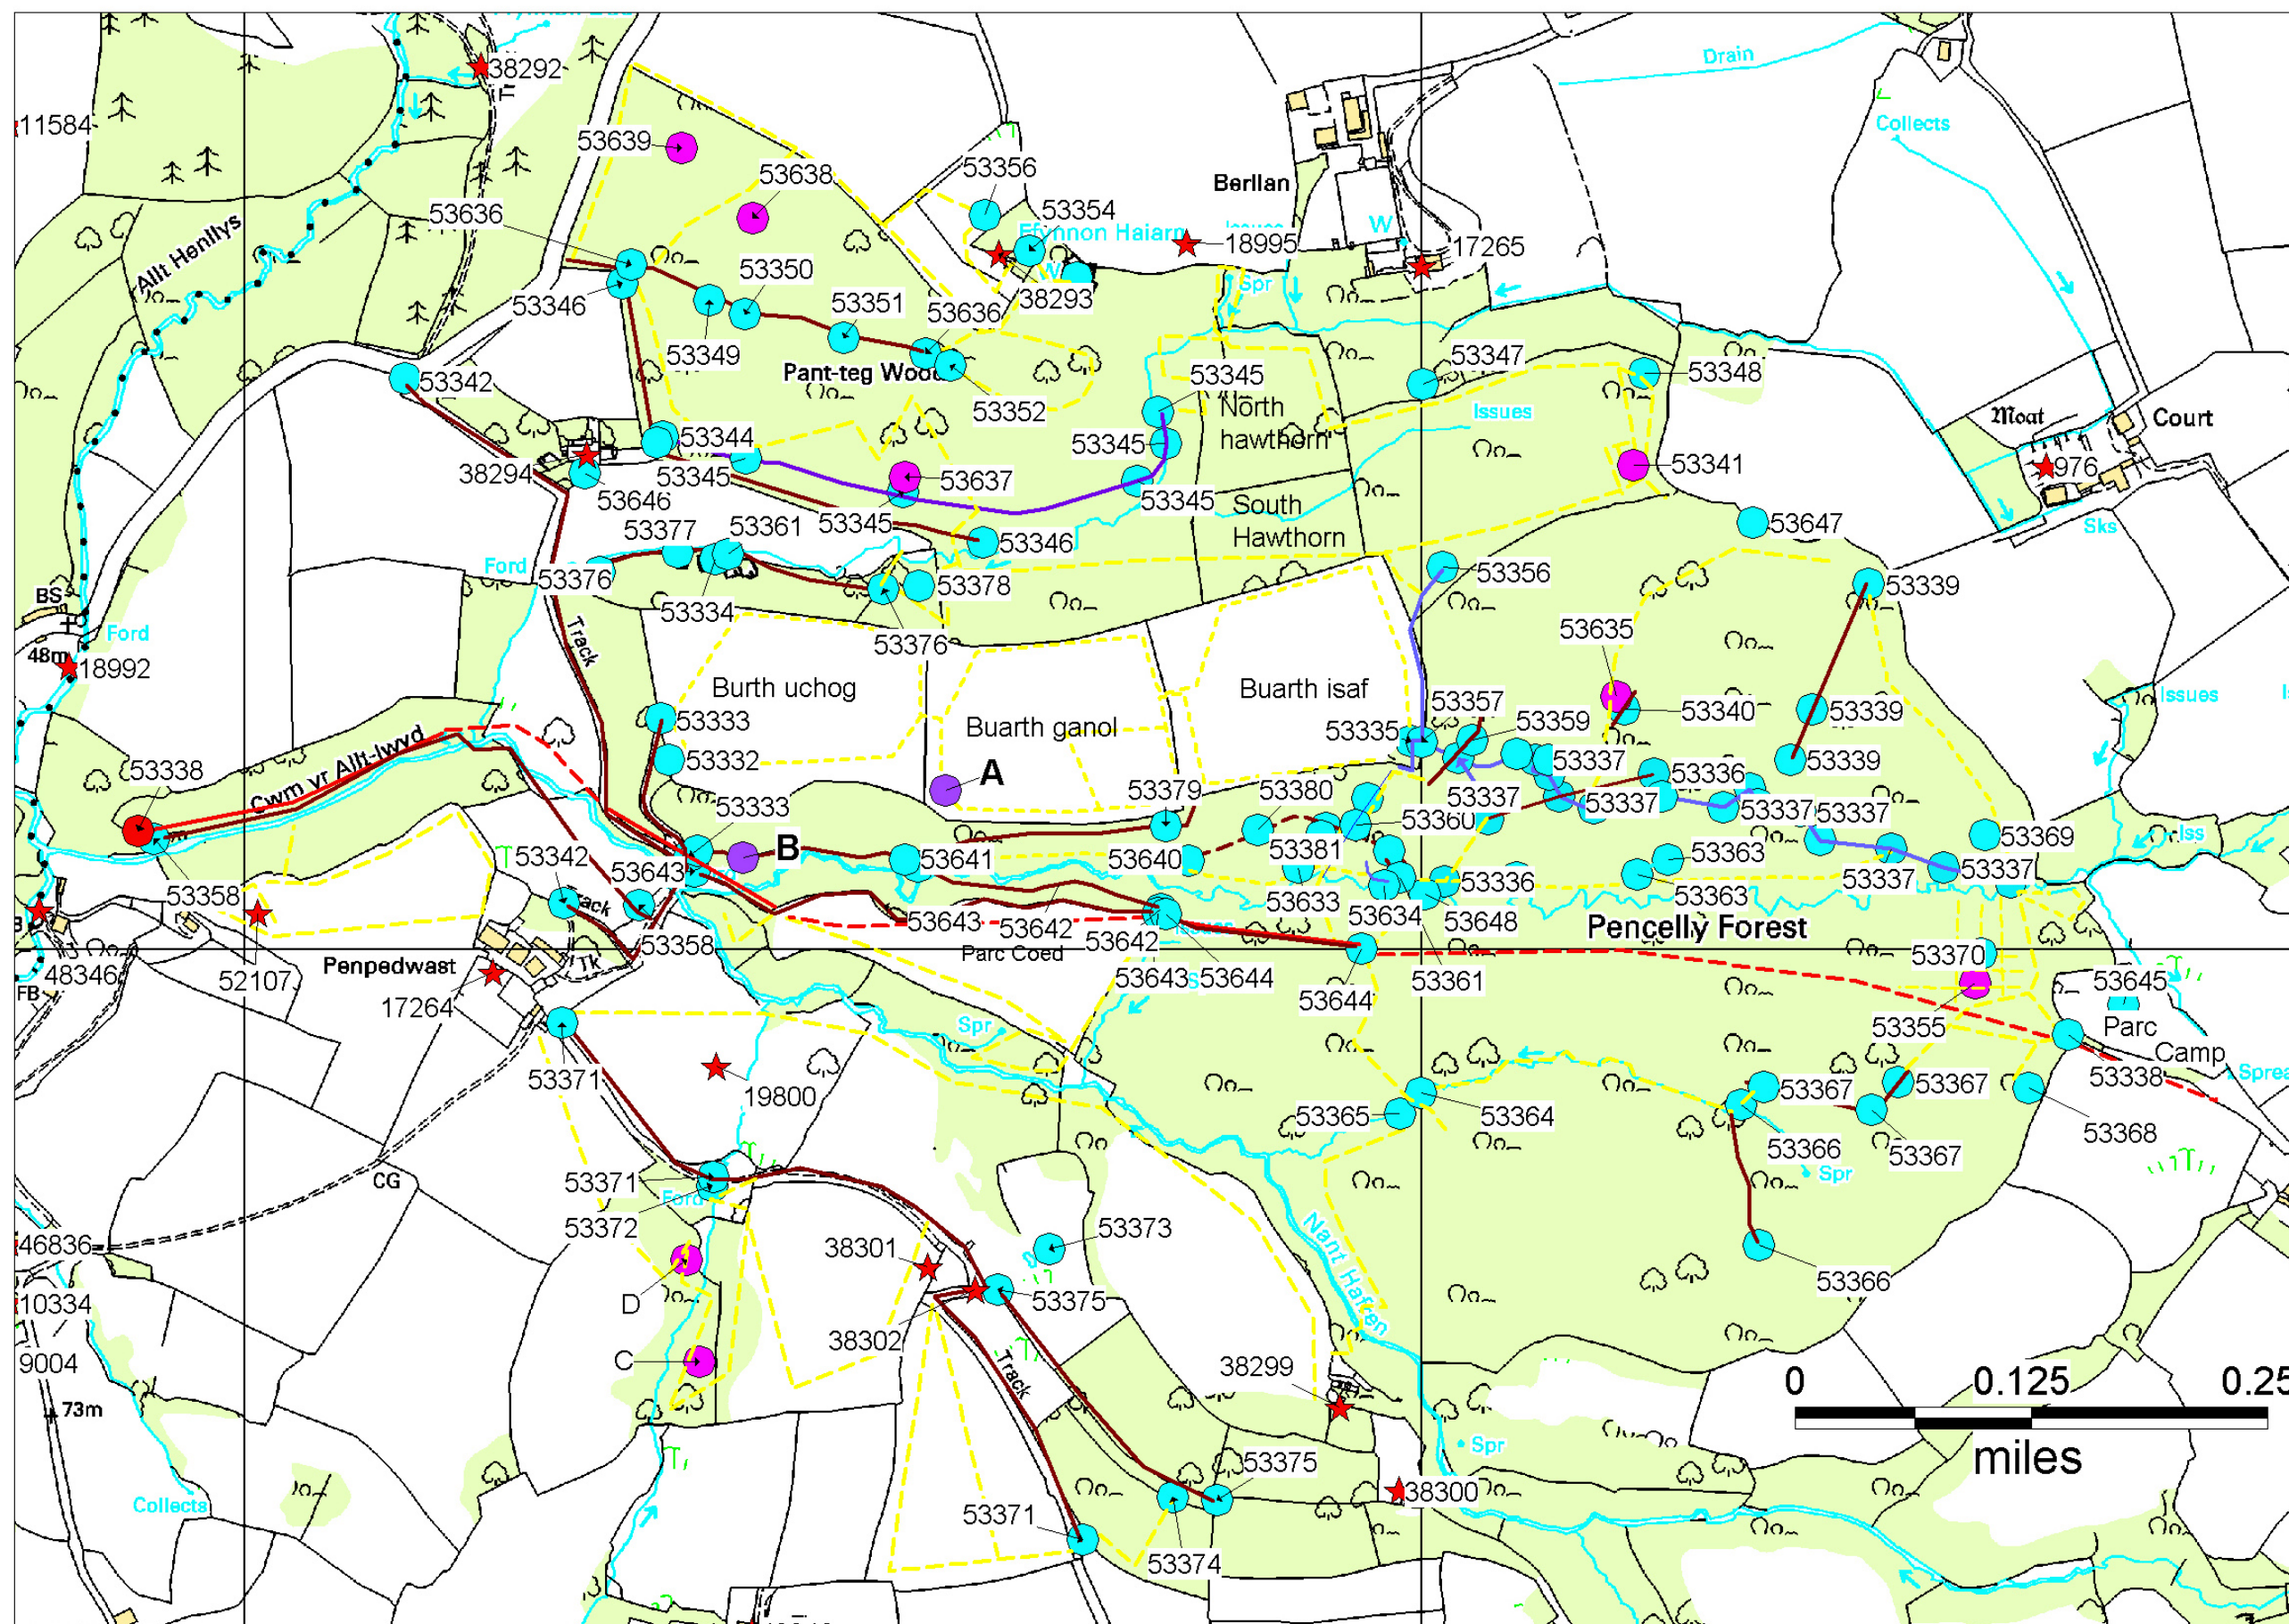 38292
11584
53639
53638
53356
Drain
Collects
Berllan
53636
53354
Ffynnon Haiarn
Issues
18995
W
17265
Allt Henllys
53350
W
38293
Spr
53346
53351
53636
53349
53347
53348
Pant-teg Wood
53345
53342
53352
North
hawthorn
Issues
Moat
Court
53344
53345
38294
53345
53637
53341
976
53646
53345
53345
South
Hawthorn
53377
53361
53346
53647
Sks
Ford
53376
53334
53378
53356
53339
BS
Ford
48m
18992
Track
53376
53635
Burth uchog
Buarth isaf
53333
Buarth ganol
53357
53359
53340
53339
Issues
53335
53332
A
53338
Cwm yr Allt-lwyd
53337
53336
53339
53379
53380
53337
53337
53337
53337
53333
B
53360
53369
Iss
53342
53641
53640
53381
53363
53643
53336
53337
53358
53633
53363
53634
53648
Track
53643
53642
53642
Issues
Pencelly Forest
53358
Parc Coed
Penpedwast
Tk
53370
48346
52107
17264
53643
53644
53644
53361
53645
FB
Spr
53355
Parc
Camp
53371
53338
Sprea
53367
53367
19800
53365
53364
53366
53367
53368
CG
Spr
53371
Ford
53372
Nant Hafren
53373
46836
38301
53366
D
10334
53375
38302
9004
C
Track
38299
0
0.125
0.25
73m
miles
Spr
53375
Collects
38300
53371
53374